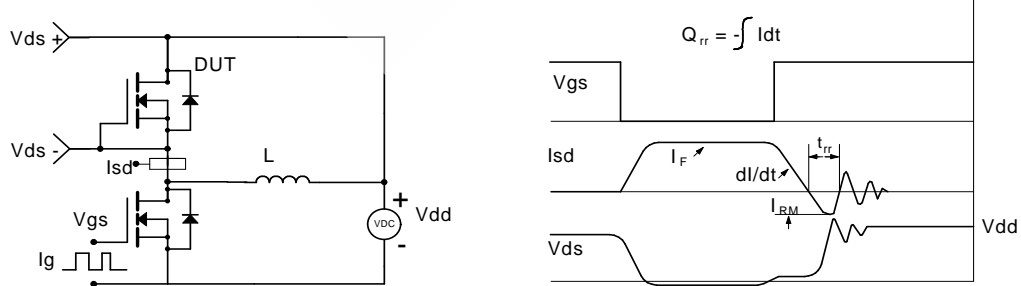 Vds +
DUT
Vds -
Isd
L
Vgs
+
VDC
Vdd
-
Ig
Q rr = -∫ Idt
Vgs
Isd
I F
dI/dt
t rr
I RM
Vds
Vdd